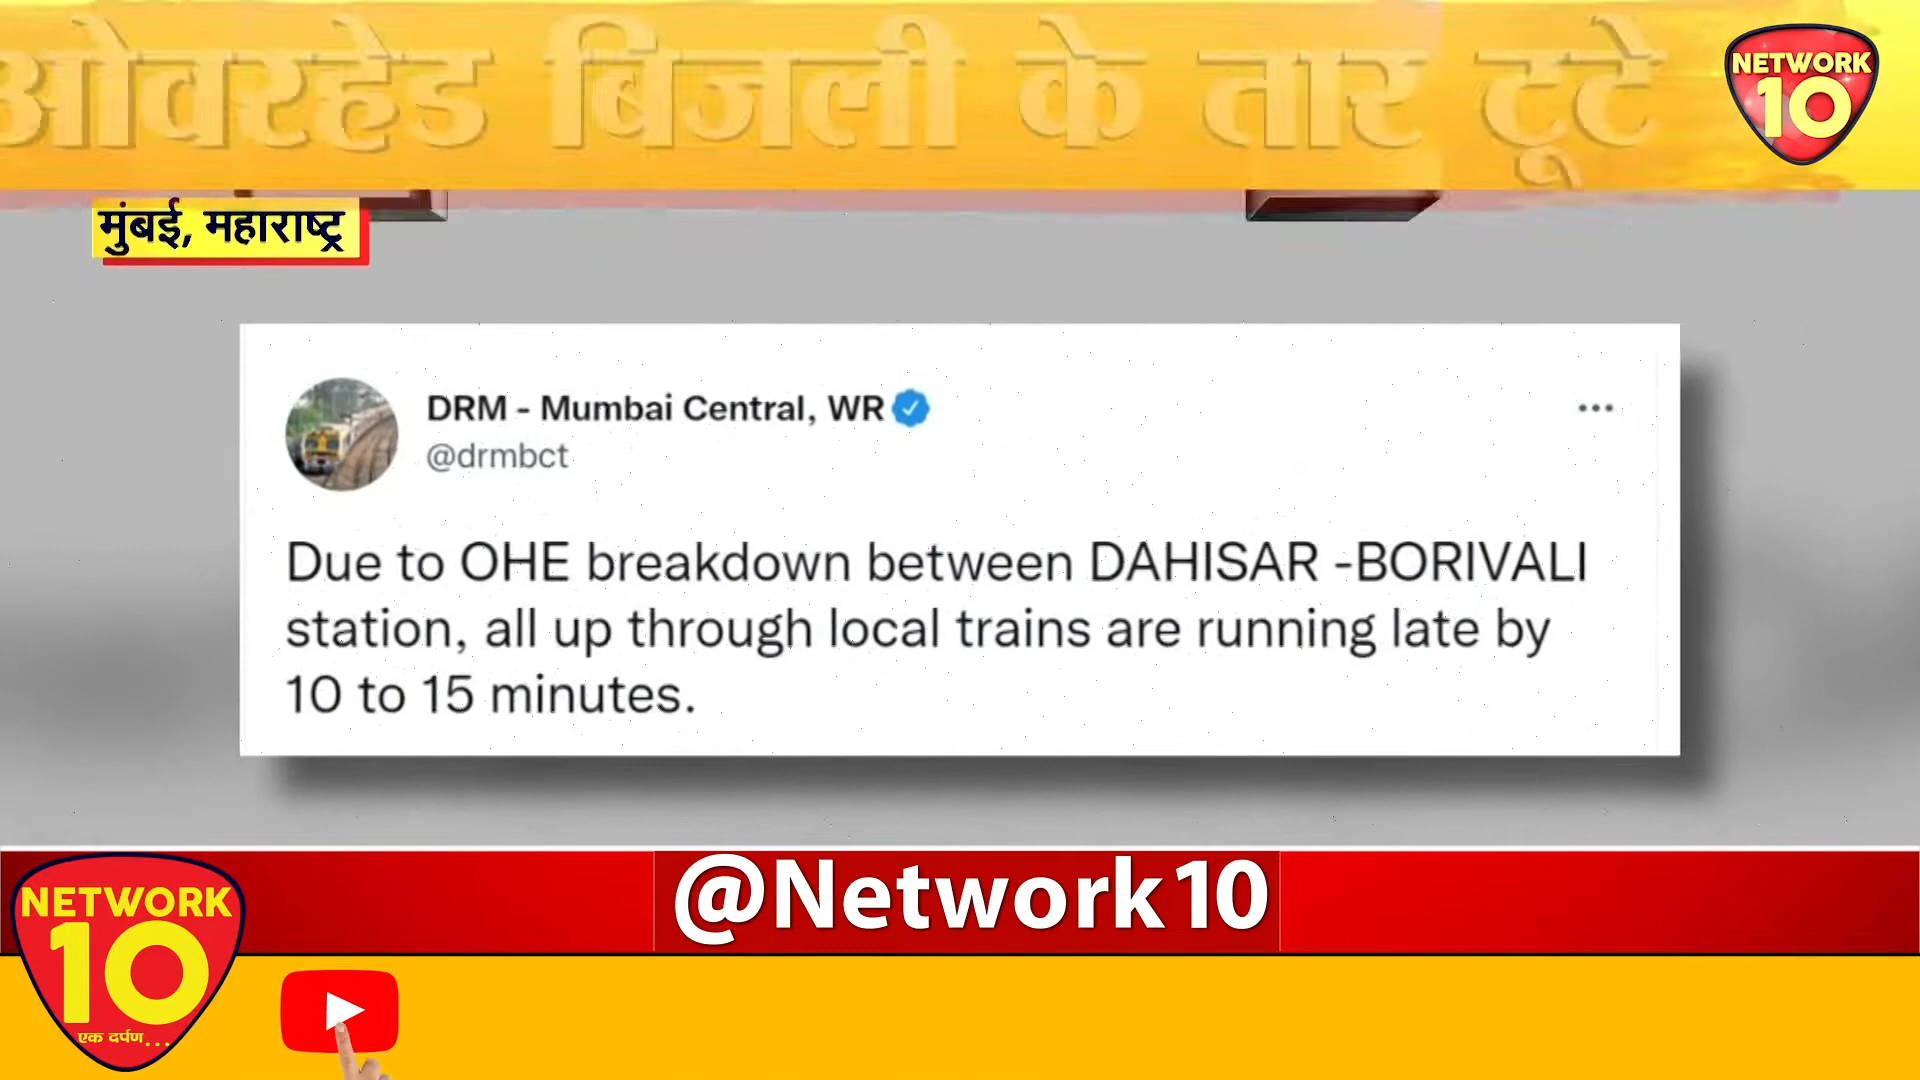 ओवरहेड बिजली के तार टूटे
NETWORK
10
मुंबई, महाराष्ट्र
DRM - Mumbai Central, WR
@drmbct
Due to OHE breakdown between DAHISAR -BORIVALI
station, all up through local trains are running late by
10 to 15 minutes.
@Network10
NETWORK
10
एक दर्पण...